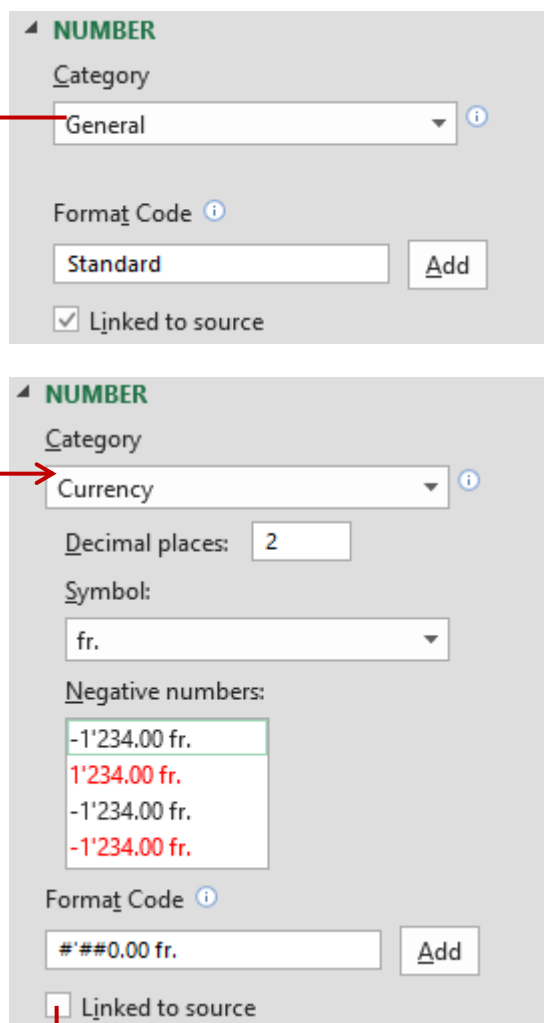 NUMBER
Category
General
Format Code
Standard Add
Linked to source
NUMBER
Category
Currency
Decimal places: 2
Symbol:
fr.
Negative numbers:
-1'234.00 fr.
1'234.00 fr.
-1'234.00 fr.
-1'234.00 fr.
Format Code
#'##0.00 fr. Add
Linked to source